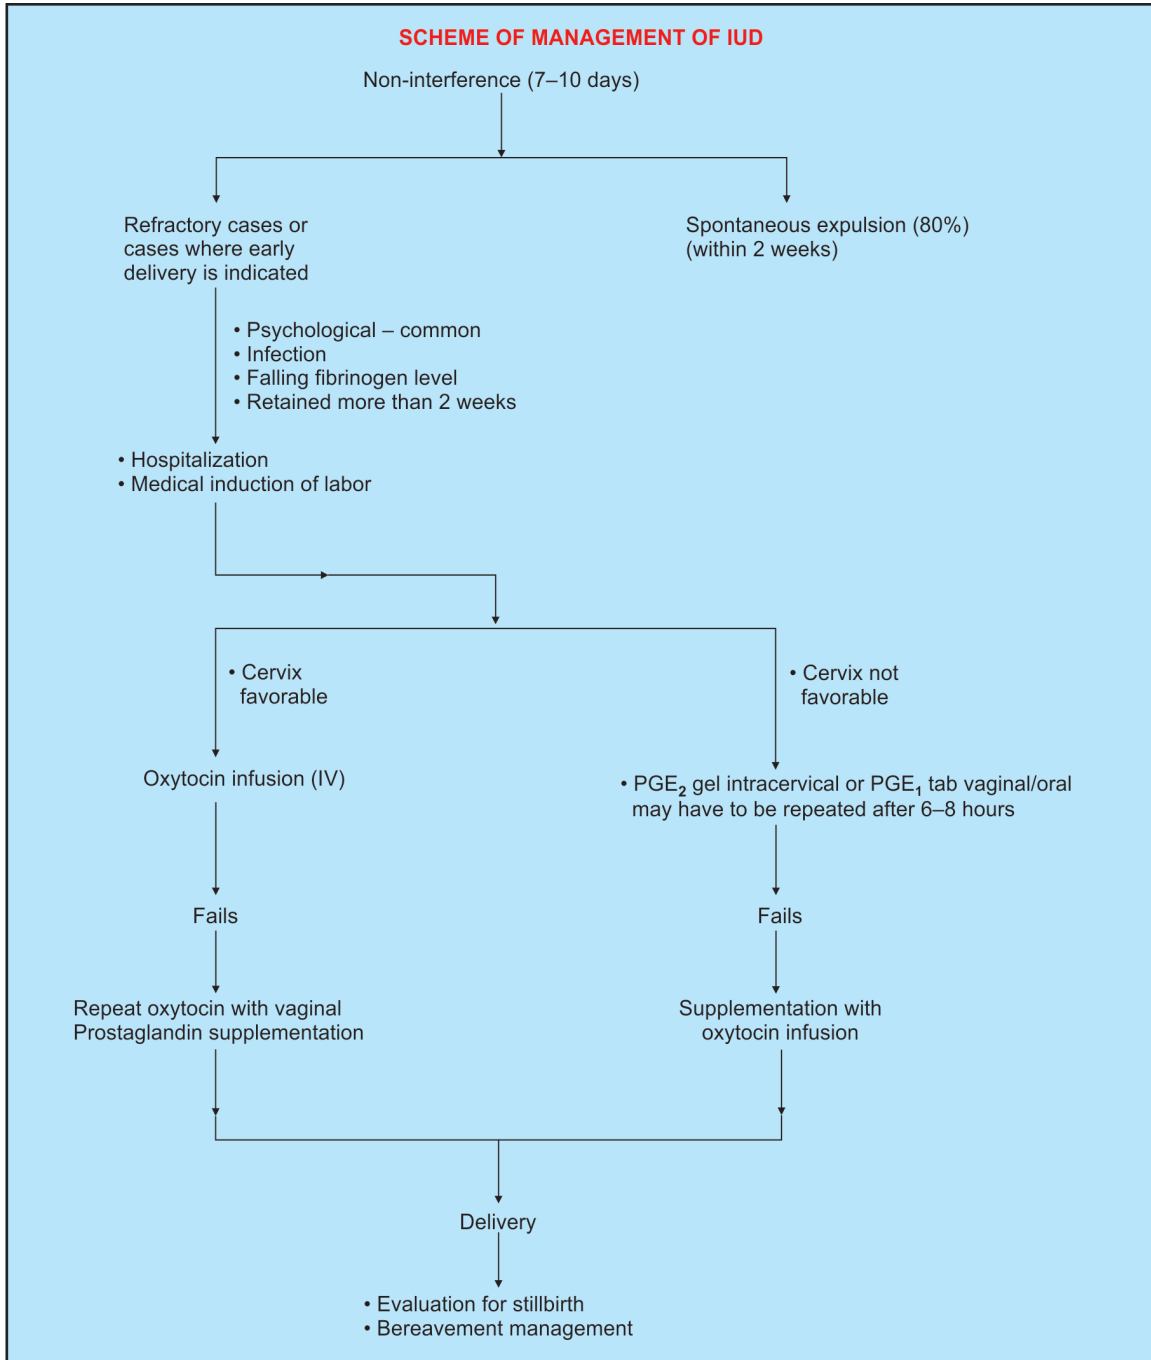 SCHEME OF MANAGEMENT OF IUD
Non-interference (7–10 days)
Refractory cases or
cases where early
delivery is indicated
Spontaneous expulsion (80%)
(within 2 weeks)
• Psychological – common
• Infection
• Falling fibrinogen level
• Retained more than 2 weeks
• Hospitalization
• Medical induction of labor
• Cervix
favorable
• Cervix not
favorable
Oxytocin infusion (IV)
• PGE₂ gel intracervical or PGE₁ tab vaginal/oral
may have to be repeated after 6–8 hours
Fails
Fails
Repeat oxytocin with vaginal
Prostaglandin supplementation
Supplementation with
oxytocin infusion
Delivery
• Evaluation for stillbirth
• Bereavement management